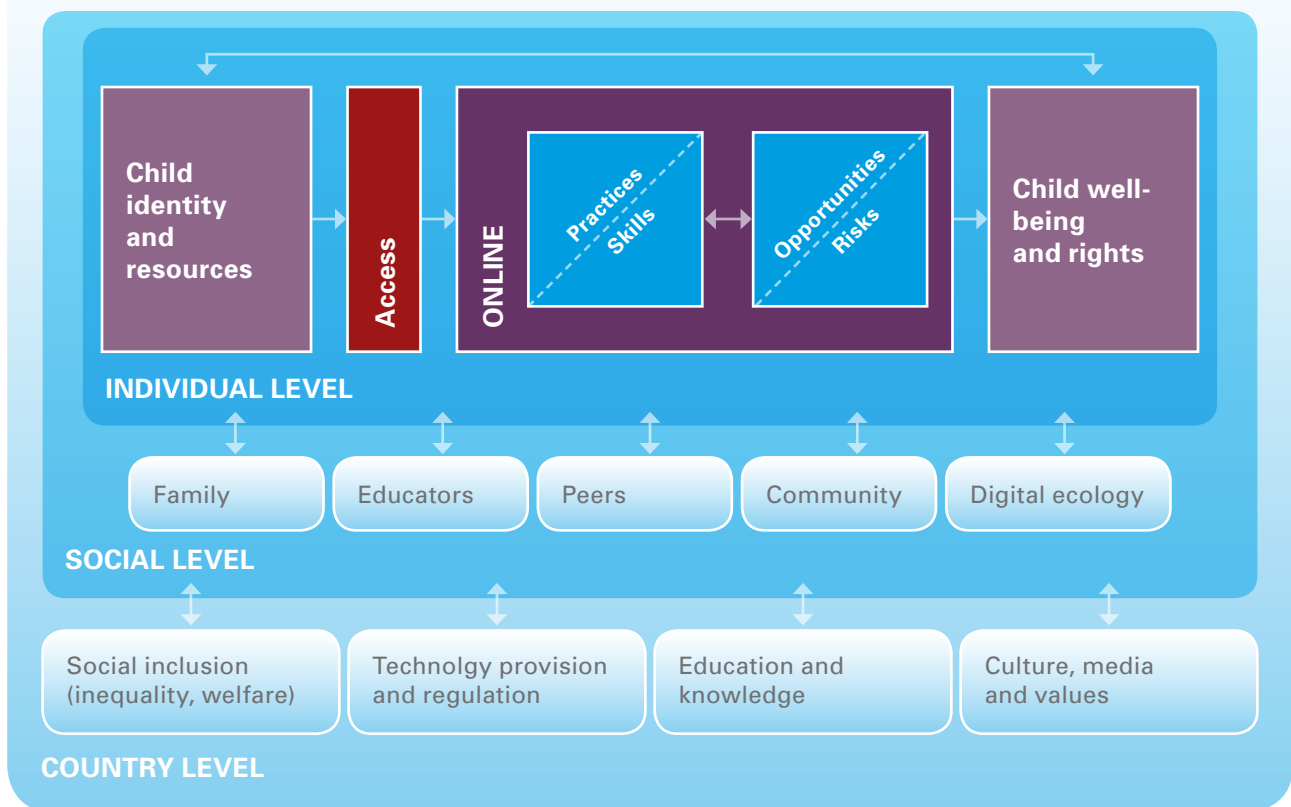 Child
identity
and
resources
Access
ONLINE
Practices
Skills
Opportunities
Risks
Child well-
being
and rights
INDIVIDUAL LEVEL
Family
Educators
Peers
Community
Digital ecology
SOCIAL LEVEL
Social inclusion
(inequality, welfare)
Technolgy provision
and regulation
Education and
knowledge
Culture, media
and values
COUNTRY LEVEL